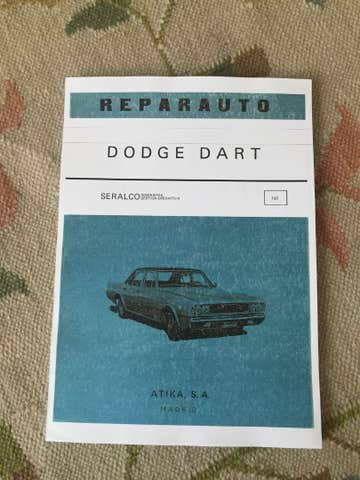 REPARAUTO
DODGE DART
SERALCO
ATIKA, S.A.
MADRID